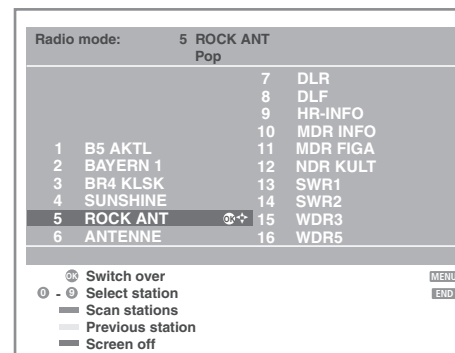 Radio mode: 5 ROCK ANT
Pop
7 DLR
8 DLF
9 HR-INFO
10 MDR INFO
1 B5 AKTL 11 MDR FIGA
2 BAYERN 1 12 NDR KULT
3 BR4 KLSK 13 SWR1
4 SUNSHINE 14 SWR2
5 ROCK ANT OK 15 WDR3
6 ANTENNE 16 WDR5
OK Switch over MENU
0 - 9 Select station END
Scan stations
Previous station
Screen off